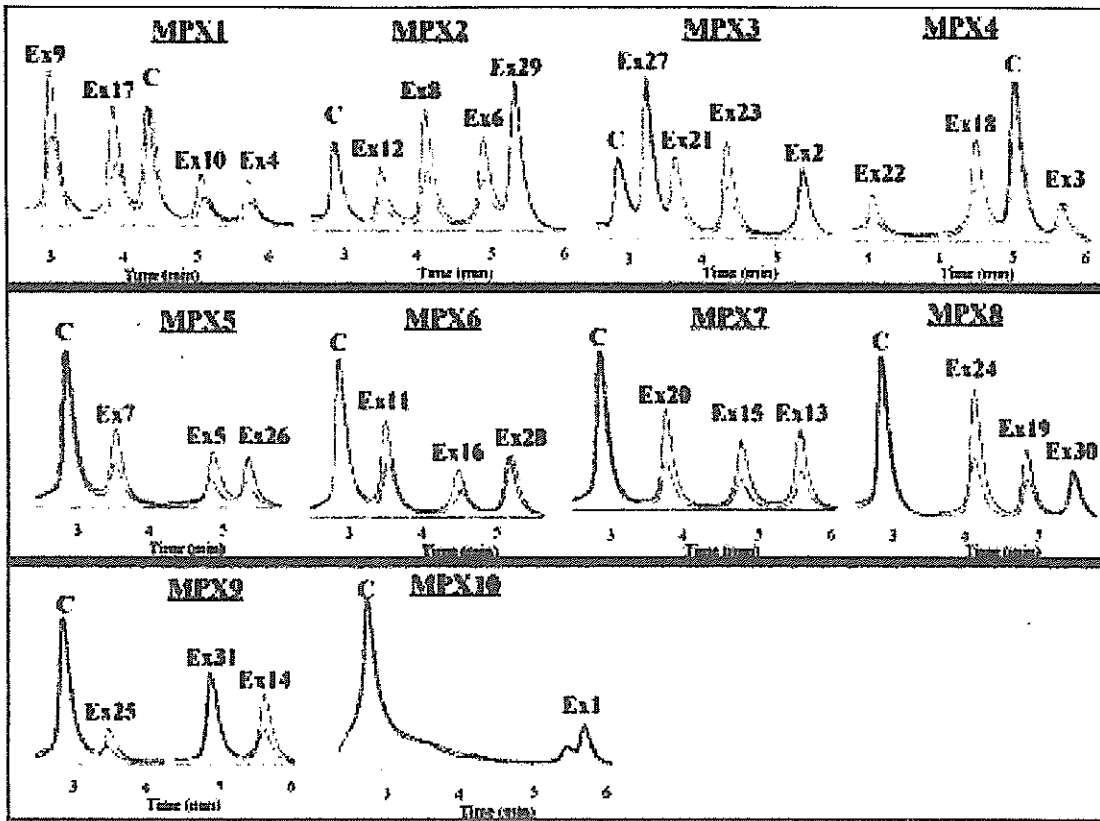 MPX1 MPX2 MPX3 MPX4
Ex9 Ex17 C Ex10 Ex4
C Ex12 Ex8 Ex6 Ex29
C Ex27 Ex21 Ex23 Ex2
Ex22 Ex18 C Ex3
3 4 5 6
Time (min)
3 4 5 6
Time (min)
3 4 5
Time (min)
5 6
Time (min)
MPX5 MPX6 MPX7 MPX8
C Ex7 Ex5 Ex26
C Ex11 Ex16 Ex28
C Ex20 Ex15 Ex13
C Ex24 Ex19 Ex30
3 4 5
Time (min)
3 4 5
Time (min)
3 4 5 6
Time (min)
3 4
Time (min)
MPX9 MPX10
C Ex25 Ex31 Ex14
C Ex1
3 4 5 6
Time (min)
3 4 5 6
Time (min)